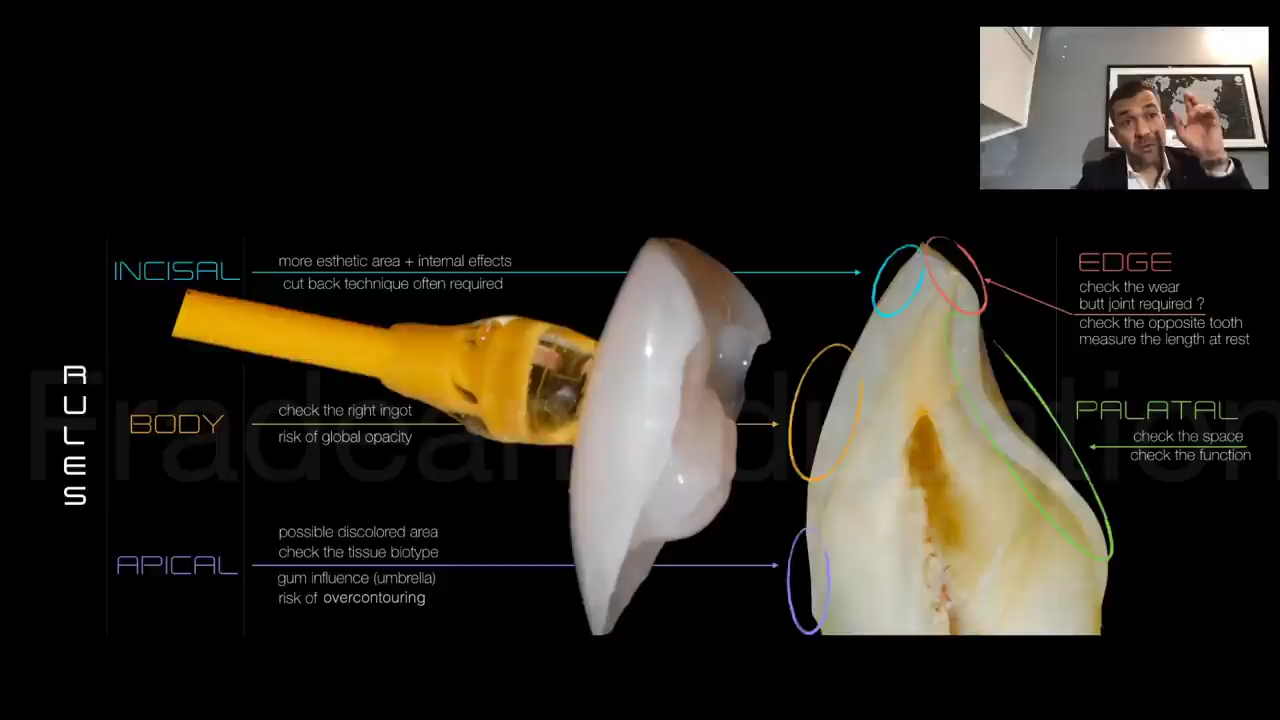 RULES
INCISAL
more esthetic area + internal effects
cut back technique often required
BODY
check the right ingot
risk of global opacity
APICAL
possible discolored area
check the tissue biotype
gum influence (umbrella)
risk of overcontouring
EDGE
check the wear
butt joint required ?
check the opposite tooth
measure the length at rest
PALATAL
check the space
check the function
Fradeani Education